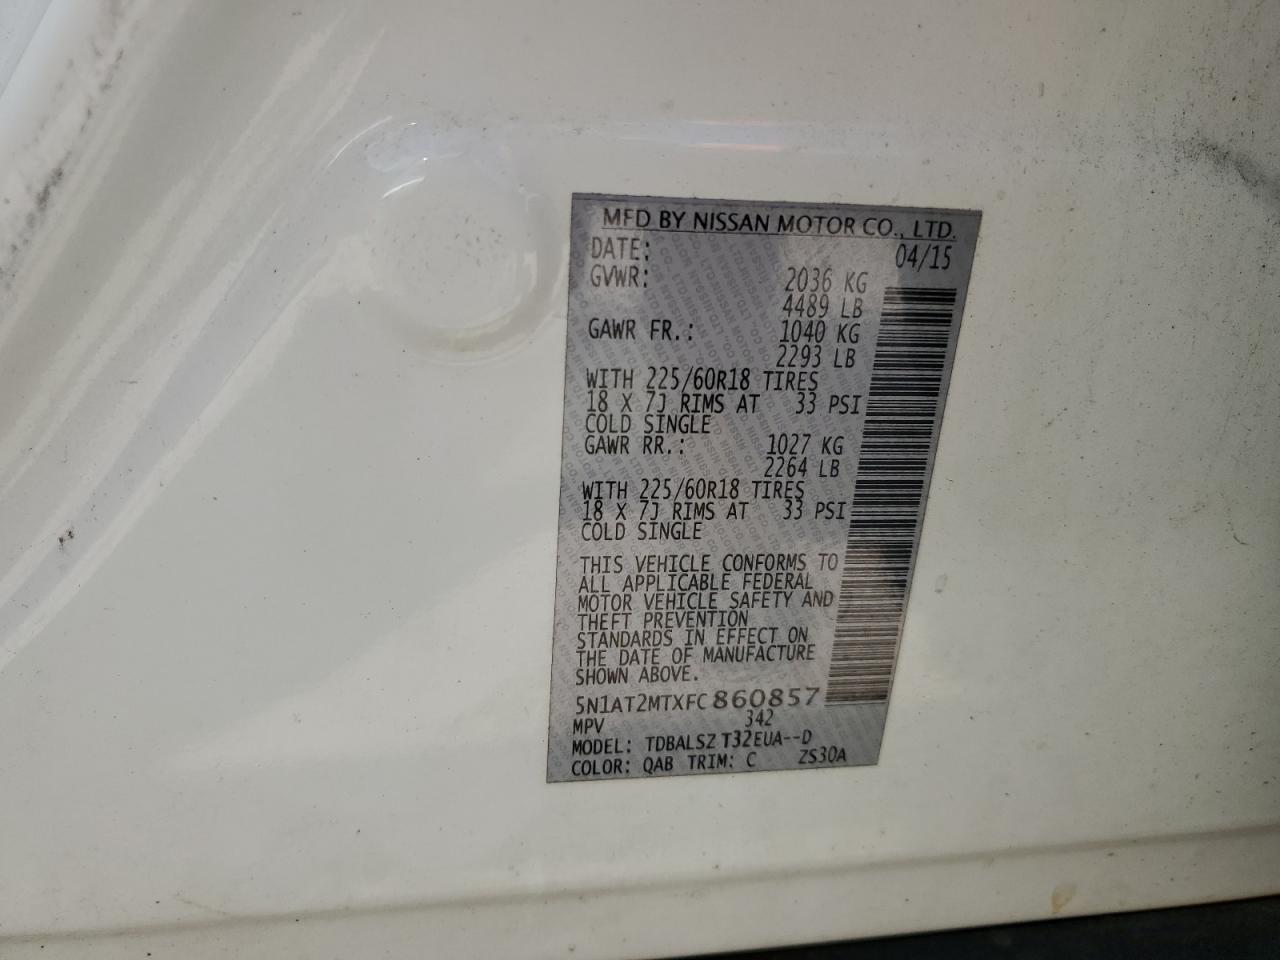 MFD BY NISSAN MOTOR CO., LTD.
DATE: 04/15
GVWR: 2036 KG
4489 LB
GAWR FR.: 1040 KG
2293 LB
WITH 225/60R18 TIRES
18 X 7J RIMS AT 33 PSI
COLD SINGLE
GAWR RR.: 1027 KG
2264 LB
WITH 225/60R18 TIRES
18 X 7J RIMS AT 33 PSI
COLD SINGLE
THIS VEHICLE CONFORMS TO
ALL APPLICABLE FEDERAL
MOTOR VEHICLE SAFETY AND
THEFT PREVENTION
STANDARDS IN EFFECT ON
THE DATE OF MANUFACTURE
SHOWN ABOVE.
5N1AT2MTXFC860857
MPV 342
MODEL: TDBALSZ T32EUA--D
COLOR: QAB TRIM: C ZS30A